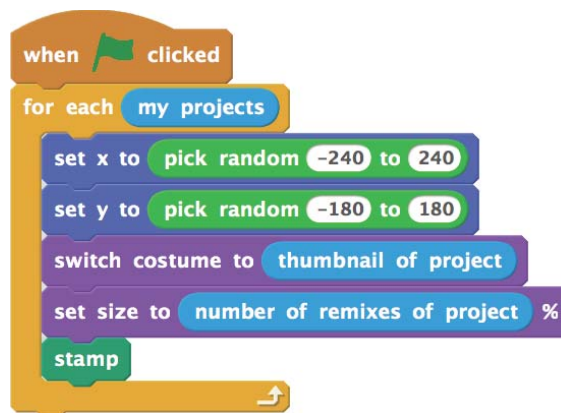 when clicked
for each my projects
set x to pick random -240 to 240
set y to pick random -180 to 180
switch costume to thumbnail of project
set size to number of remixes of project %
stamp